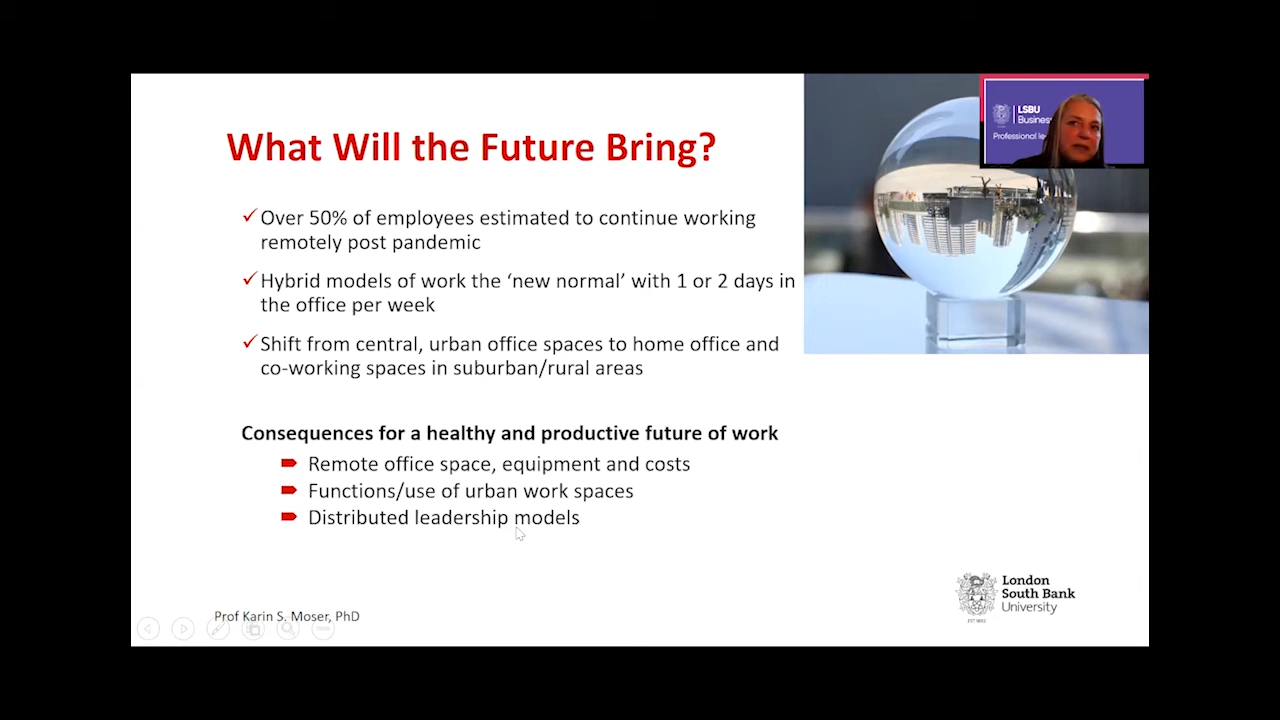 What Will the Future Bring?
LSBU
Business
Professional le
Over 50% of employees estimated to continue working
remotely post pandemic
Hybrid models of work the ‘new normal’ with 1 or 2 days in
the office per week
Shift from central, urban office spaces to home office and
co-working spaces in suburban/rural areas
Consequences for a healthy and productive future of work
Remote office space, equipment and costs
Functions/use of urban work spaces
Distributed leadership models
London
South Bank
University
EST 1892
Prof Karin S. Moser, PhD